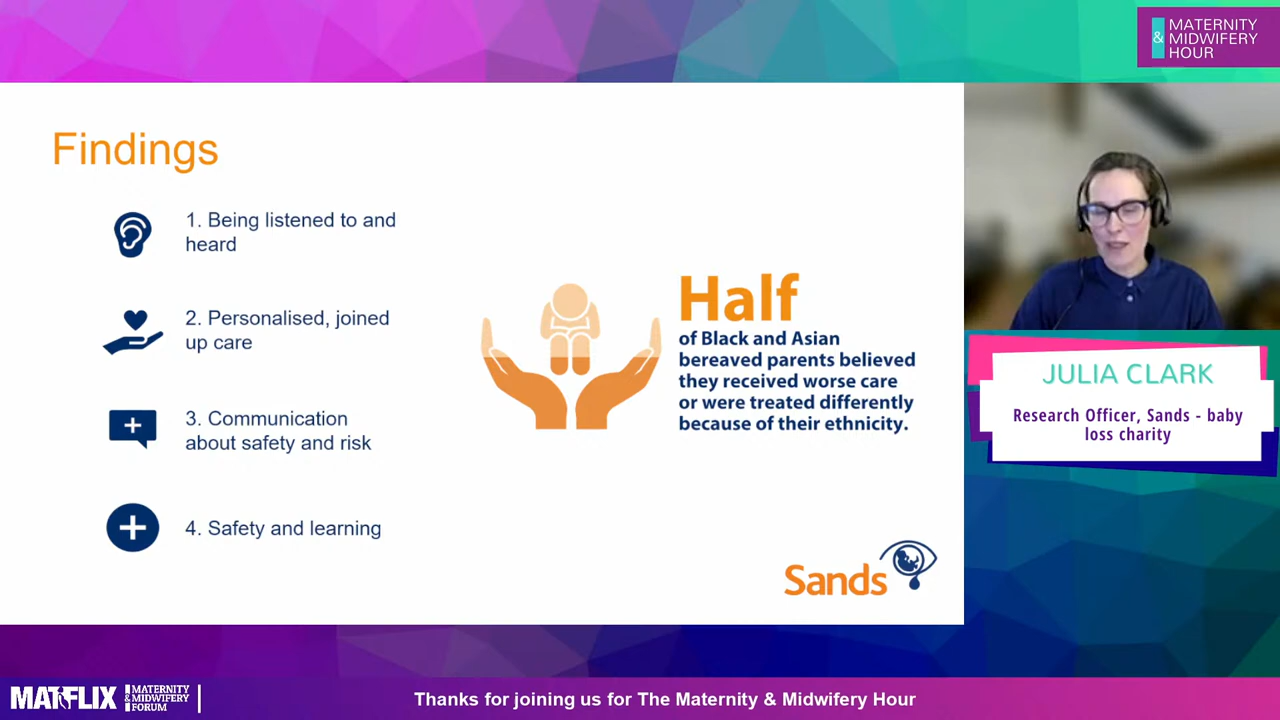 &
MATERNITY
MIDWIFERY
HOUR
Findings
1. Being listened to and
heard
2. Personalised, joined
up care
3. Communication
about safety and risk
4. Safety and learning
Half
of Black and Asian
bereaved parents believed
they received worse care
or were treated differently
because of their ethnicity.
Sands
JULIA CLARK
Research Officer, Sands - baby
loss charity
MATFLIX
MATERNITY
& MIDWIFERY
FORUM
Thanks for joining us for The Maternity & Midwifery Hour